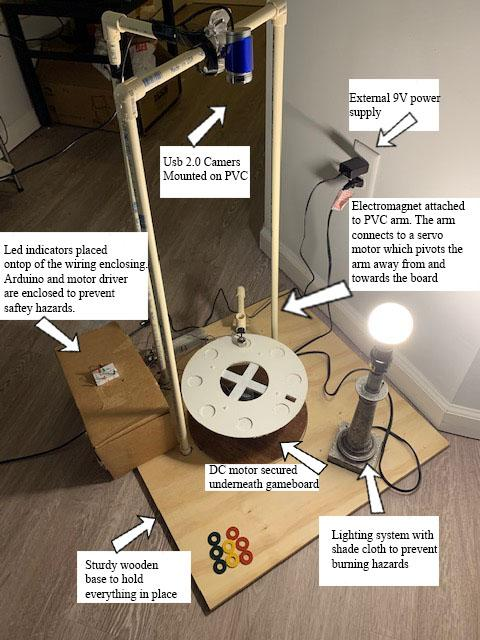 External 9V power
supply
Usb 2.0 Camers
Mounted on PVC
Electromagnet attached
to PVC arm. The arm
connects to a servo
motor which pivots the
arm away from and
towards the board
Led indicators placed
ontop of the wiring enclosing.
Arduino and motor driver
are enclosed to prevent
saftey hazards.
DC motor secured
underneath gameboard
Lighting system with
shade cloth to prevent
burning hazards
Sturdy wooden
base to hold
everything in place